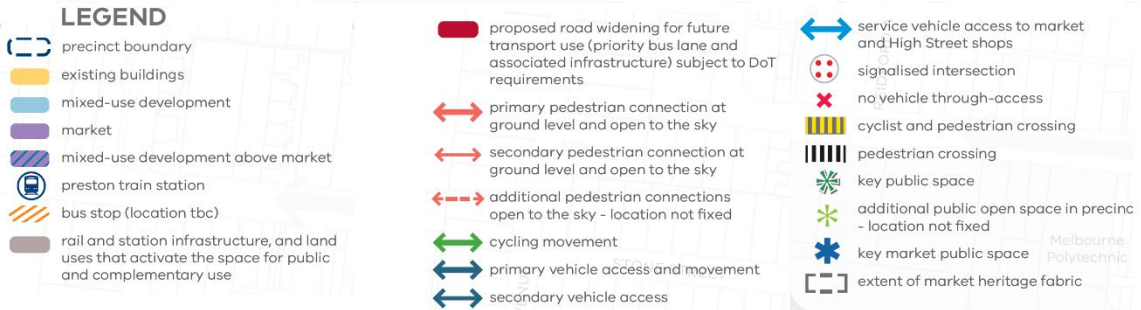 LEGEND
precinct boundary
existing buildings
mixed-use development
market
mixed-use development above market
preston train station
bus stop (location tbc)
rail and station infrastructure, and land
uses that activate the space for public
and complementary use
proposed road widening for future
transport use (priority bus lane and
associated infrastructure) subject to DoT
requirements
primary pedestrian connection at
ground level and open to the sky
secondary pedestrian connection at
ground level and open to the sky
additional pedestrian connections
open to the sky - location not fixed
cycling movement
primary vehicle access and movement
secondary vehicle access
service vehicle access to market
and High Street shops
signalised intersection
no vehicle through-access
cyclist and pedestrian crossing
pedestrian crossing
key public space
additional public open space in precinc
- location not fixed
key market public space
extent of market heritage fabric
Melbourne
Polytechnic